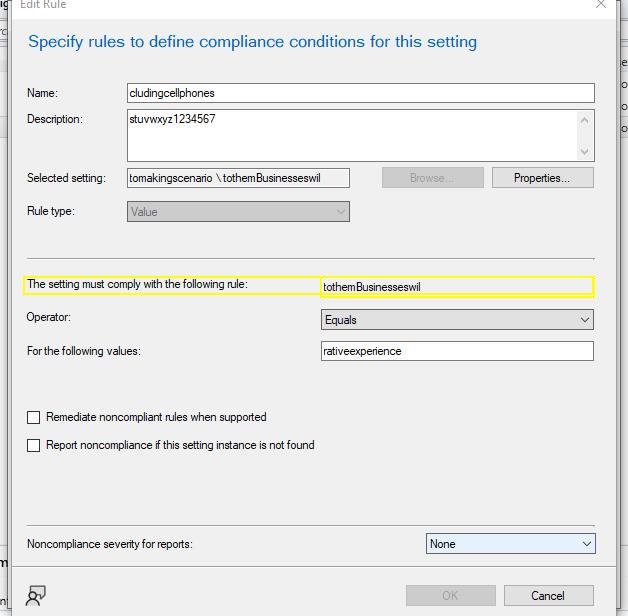 Edit Rule
Specify rules to define compliance conditions for this setting
Name: cludingcellphones
Description: stuvwxyz1234567
Selected setting: tomakingscenario \ tothemBusinesseswil Browse... Properties...
Rule type: Value
The setting must comply with the following rule: tothemBusinesseswil
Operator: Equals
For the following values: rativeexperience
Remediate noncompliant rules when supported
Report noncompliance if this setting instance is not found
Noncompliance severity for reports: None
OK Cancel